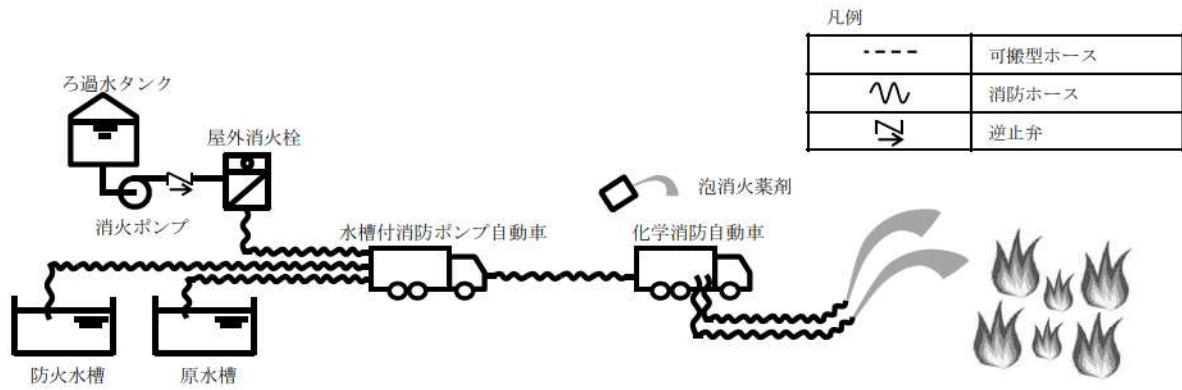 凡例
可搬型ホース
消防ホース
逆止弁
ろ過水タンク
屋外消火栓
消火ポンプ
泡消火薬剤
水槽付消防ポンプ自動車
化学消防自動車
防火水槽
原水槽